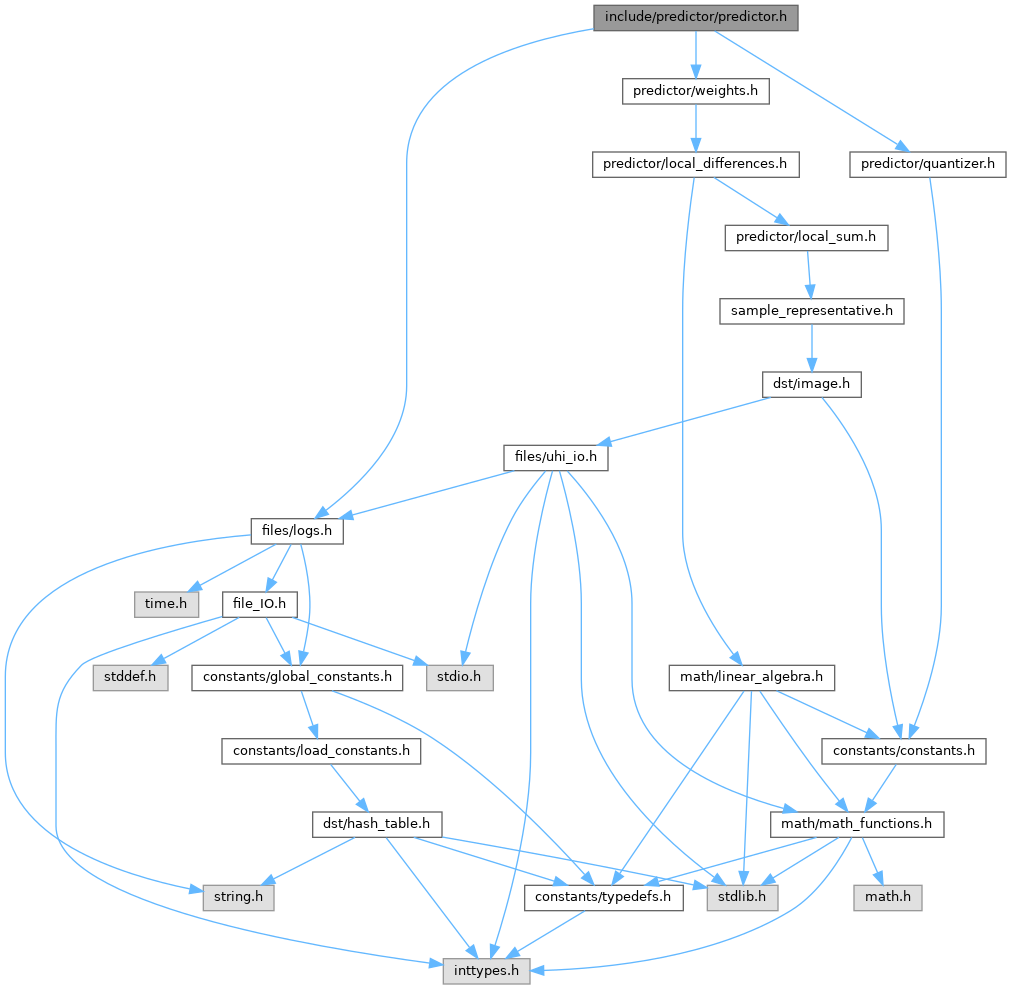 include/predictor/predictor.h
predictor/weights.h
predictor/local_differences.h
predictor/quantizer.h
predictor/local_sum.h
sample_representative.h
dst/image.h
files/uhi_io.h
files/logs.h
time.h
file_IO.h
stddef.h
constants/global_constants.h
stdio.h
math/linear_algebra.h
constants/load_constants.h
constants/constants.h
dst/hash_table.h
math/math_functions.h
string.h
constants/typedefs.h
stdlib.h
math.h
inttypes.h